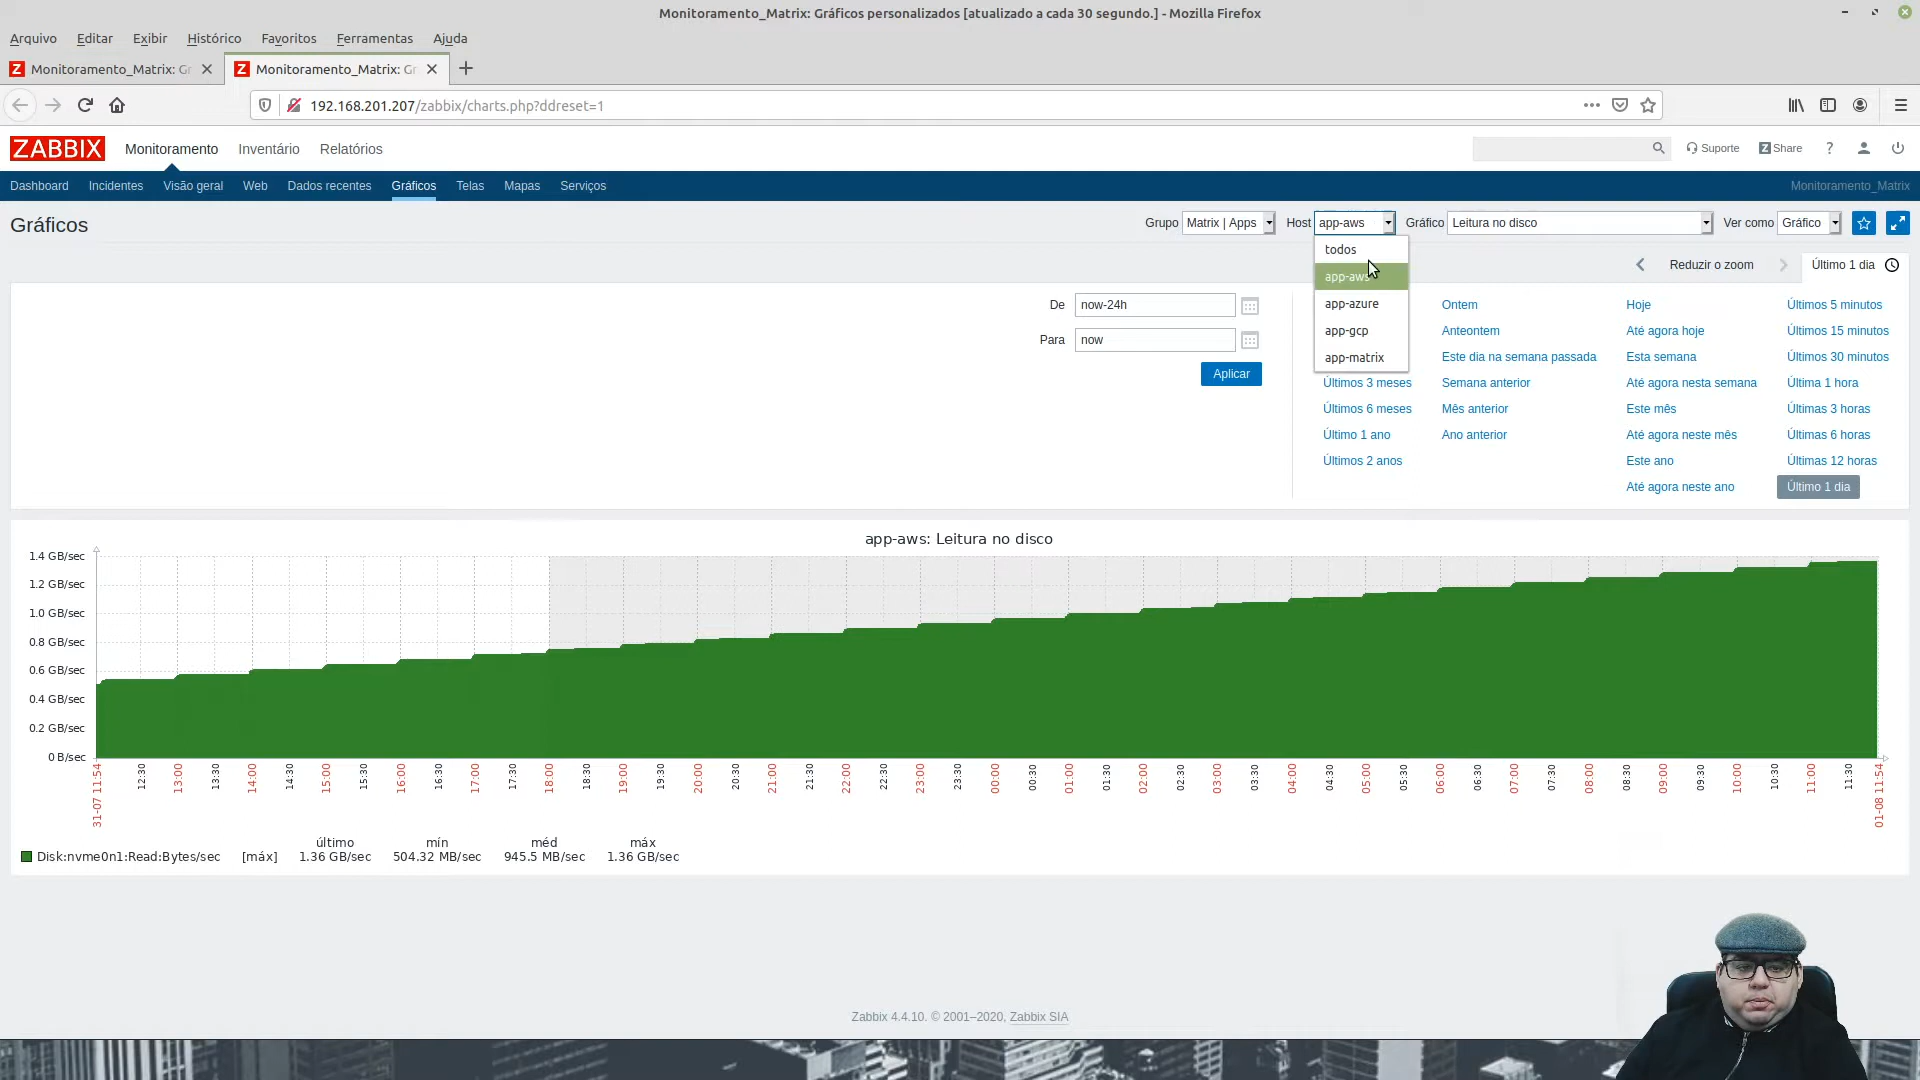 Monitoramento_Matrix: Gráficos personalizados [atualizado a cada 30 segundo.] - Mozilla Firefox
Arquivo Editar Exibir Histórico Favoritos Ferramentas Ajuda
Z Monitoramento_Matrix: Gr Z Monitoramento_Matrix: Gr
192.168.201.207/zabbix/charts.php?ddreset=1
ZABBIX Monitoramento Inventário Relatórios Suporte Z Share ?
Dashboard Incidentes Visão geral Web Dados recentes Gráficos Telas Mapas Serviços Monitoramento_Matrix
Gráficos Grupo Matrix | Apps Host app-aws Gráfico Leitura no disco Ver como Gráfico
todos
app-aws
app-azure
app-gcp
app-matrix
Reduzir o zoom Último 1 dia
De now-24h
Para now
Aplicar
Últimos 3 meses
Últimos 6 meses
Último 1 ano
Últimos 2 anos
Ontem
Anteontem
Este dia na semana passada
Semana anterior
Mês anterior
Ano anterior
Hoje
Até agora hoje
Esta semana
Até agora nesta semana
Este mês
Até agora neste mês
Este ano
Até agora neste ano
Últimos 5 minutos
Últimos 15 minutos
Últimos 30 minutos
Última 1 hora
Últimas 3 horas
Últimas 6 horas
Últimas 12 horas
Último 1 dia
app-aws: Leitura no disco
1.4 GB/sec
1.2 GB/sec
1.0 GB/sec
0.8 GB/sec
0.6 GB/sec
0.4 GB/sec
0.2 GB/sec
0 B/sec
31-07 11:54 12:30 13:00 13:30 14:00 14:30 15:00 15:30 16:00 16:30 17:00 17:30 18:00 18:30 19:00 19:30 20:00 20:30 21:00 21:30 22:00 22:30 23:00 23:30 00:00 00:30 01:00 01:30 02:00 02:30 03:00 03:30 04:00 04:30 05:00 05:30 06:00 06:30 07:00 07:30 08:00 08:30 09:00 09:30 10:00 10:30 11:00 11:30 01-08 11:54
último mín méd máx
Disk:nvme0n1:Read:Bytes/sec [máx] 1.36 GB/sec 504.32 MB/sec 945.5 MB/sec 1.36 GB/sec
Zabbix 4.4.10. © 2001–2020, Zabbix SIA